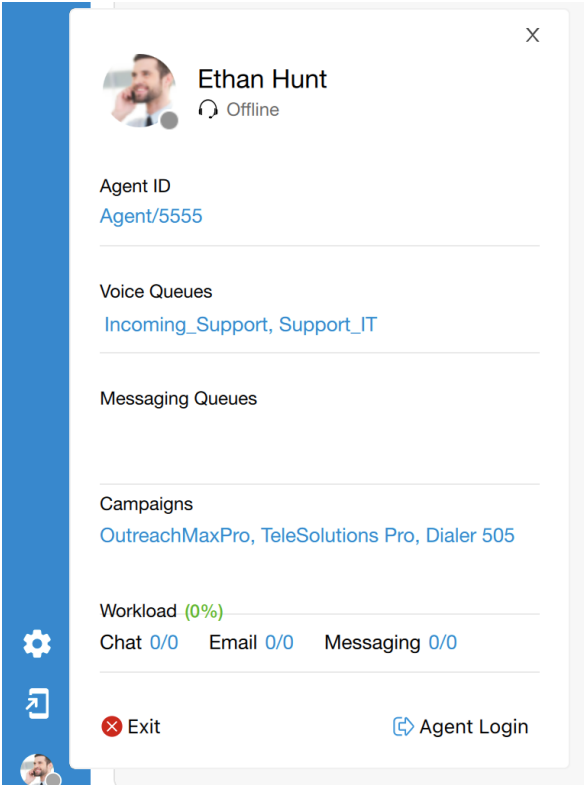 X
Ethan Hunt
Offline
Agent ID
Agent/5555
Voice Queues
Incoming_Support, Support_IT
Messaging Queues
Campaigns
OutreachMaxPro, TeleSolutions Pro, Dialer 505
Workload (0%)
Chat 0/0 Email 0/0 Messaging 0/0
Exit Agent Login